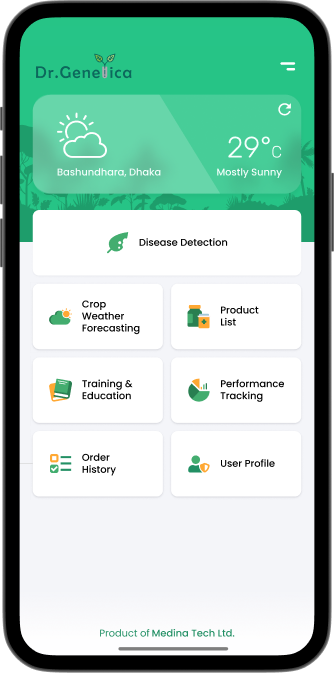 Dr.Genetica
29°C
Bashundhara, Dhaka
Mostly Sunny
Disease Detection
Crop
Weather
Forecasting
Product
List
Training &
Education
Performance
Tracking
Order
History
User Profile
Product of Medina Tech Ltd.